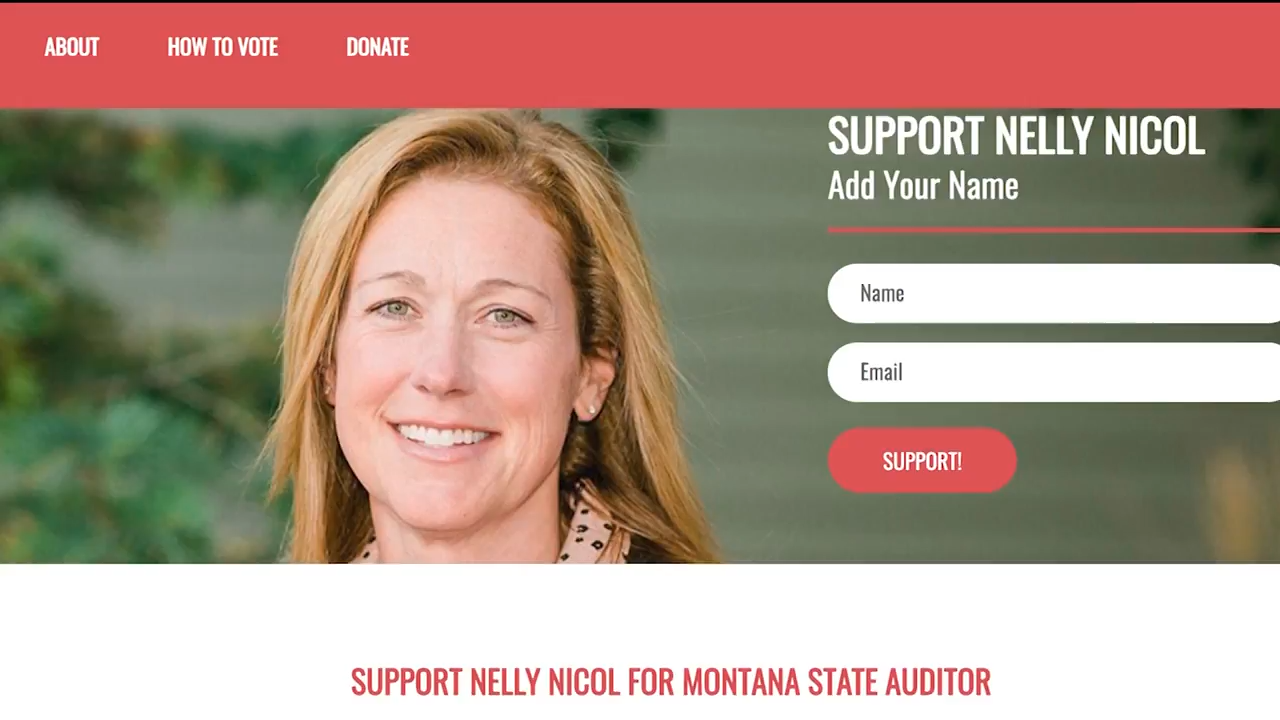 ABOUT HOW TO VOTE DONATE
SUPPORT NELLY NICOL
Add Your Name
Name
Email
SUPPORT!
SUPPORT NELLY NICOL FOR MONTANA STATE AUDITOR